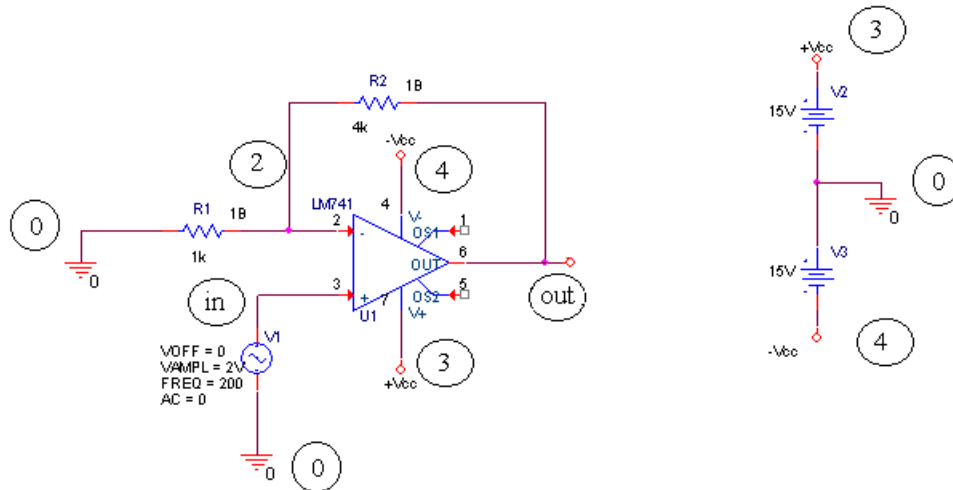 3
+Vcc
R2
1B
4k
-Vcc
V2
15V
2
4
0
0
R1
1B
LM741
4
V-
1
2
-
OS1
0
0
OUT
6
1k
V3
in
3
+
7
OS2
5
out
15V
V1
U1
V+
VOFF = 0
VAMPL = 2V
FREQ = 200
AC = 0
3
+Vcc
-Vcc
4
0
0